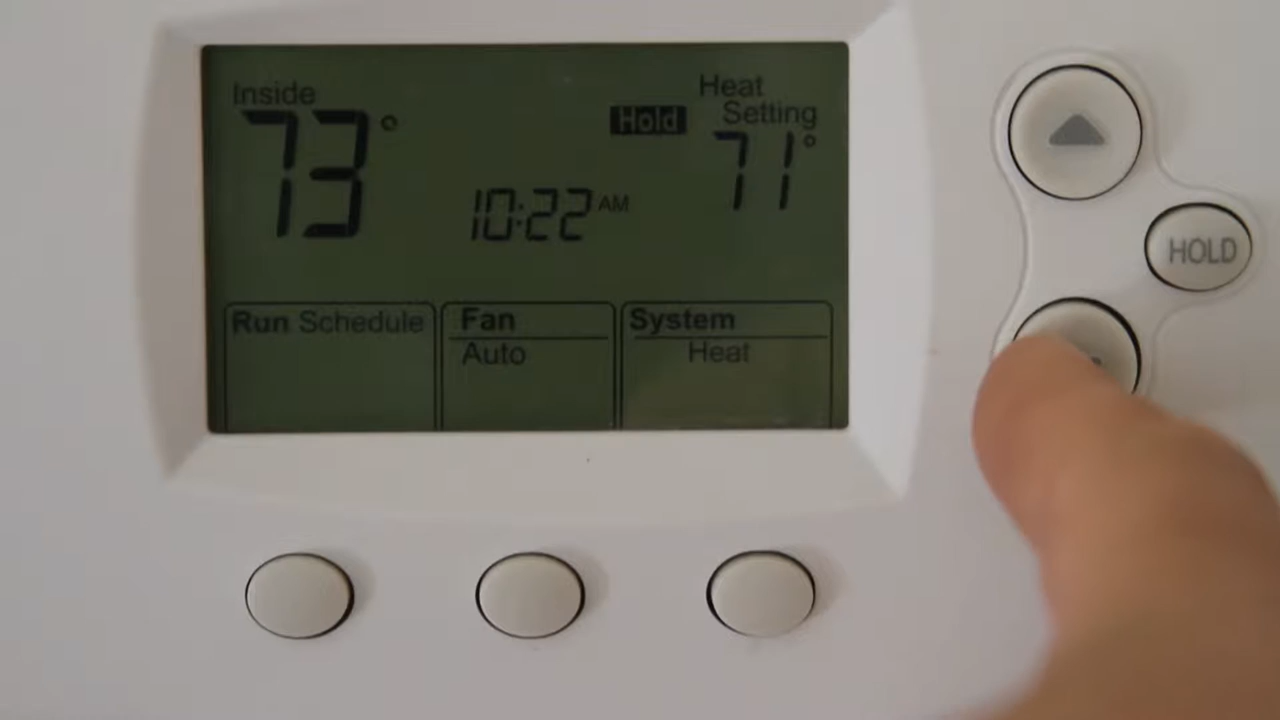 Inside
73°
Hold
Heat
Setting
71°
10:22 AM
HOLD
Run Schedule
Fan
Auto
System
Heat